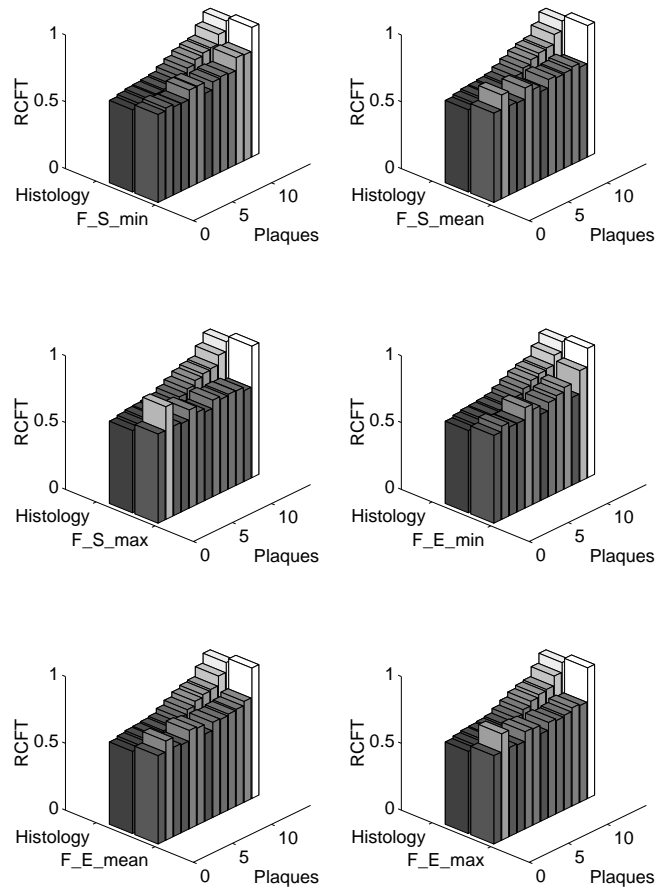 1
0.5
0
RCFT
Histology
F_S_min
0
5
10
Plaques
1
0.5
0
RCFT
Histology
F_S_mean
0
5
10
Plaques
1
0.5
0
RCFT
Histology
F_S_max
0
5
10
Plaques
1
0.5
0
RCFT
Histology
F_E_min
0
5
10
Plaques
1
0.5
0
RCFT
Histology
F_E_mean
0
5
10
Plaques
1
0.5
0
RCFT
Histology
F_E_max
0
5
10
Plaques